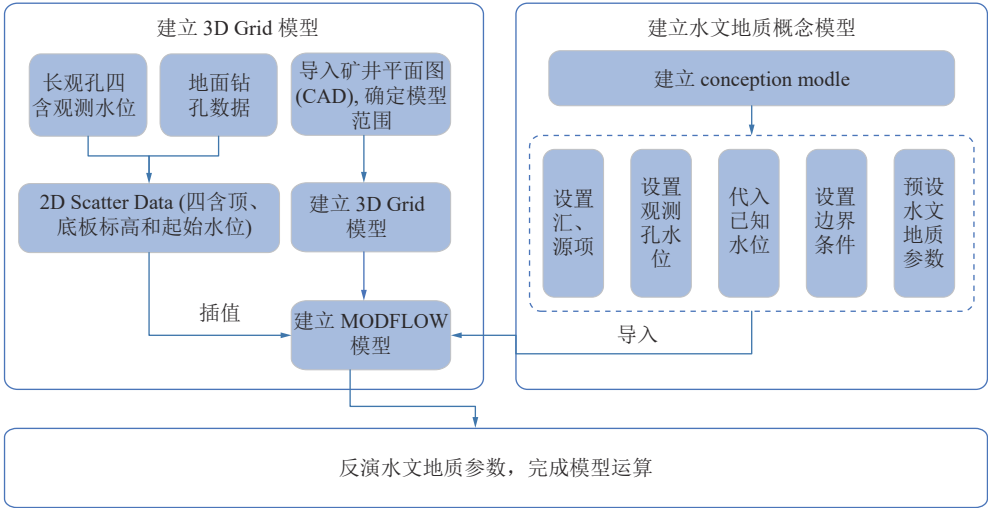 建立 3D Grid 模型
长观孔四
含观测水位
地面钻
孔数据
导入矿井平面图
(CAD), 确定模型
范围
2D Scatter Data (四含顶、
底板标高和起始水位)
建立 3D Grid
模型
插值
建立 MODFLOW
模型
建立水文地质概念模型
建立 conception modle
设置
汇、
源项
设置
观测
孔水
位
代入
已知
水位
设置
边界
条件
预设
水文
地质
参数
导入
反演水文地质参数，完成模型运算